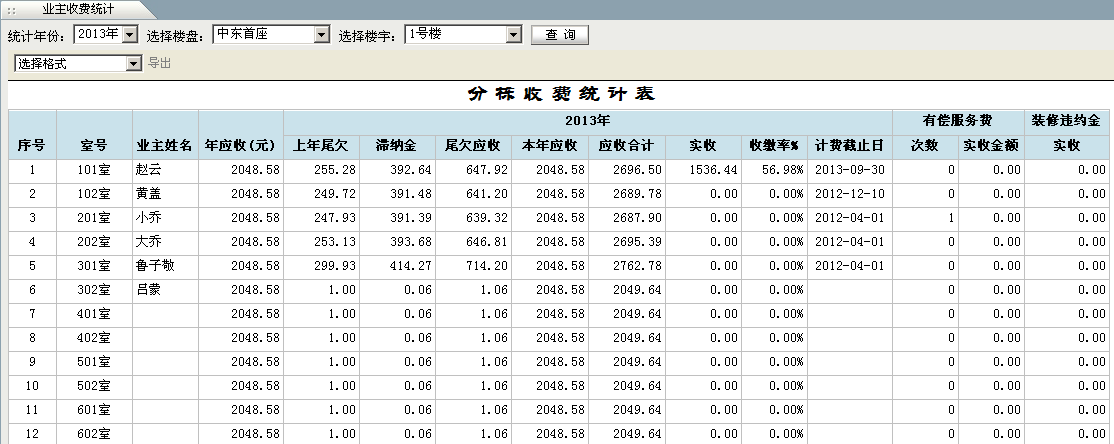 业主收费统计
统计年份： 2013年 选择楼盘： 中东首座 选择楼宇： 1号楼 查 询
选择格式 导出
分栋收费统计表
2013年 有偿服务费 装修违约金
序号 室号 业主姓名 年应收(元) 上年尾欠 滞纳金 尾欠应收 本年应收 应收合计 实收 收缴率% 计费截止日 次数 实收金额 实收
1 101室 赵云 2048.58 255.28 392.64 647.92 2048.58 2696.50 1536.44 56.98% 2013-09-30 0 0.00 0.00
2 102室 黄盖 2048.58 249.72 391.48 641.20 2048.58 2689.78 0.00 0.00% 2012-12-10 0 0.00 0.00
3 201室 小乔 2048.58 247.93 391.39 639.32 2048.58 2687.90 0.00 0.00% 2012-04-01 1 0.00 0.00
4 202室 大乔 2048.58 253.13 393.68 646.81 2048.58 2695.39 0.00 0.00% 2012-04-01 0 0.00 0.00
5 301室 鲁子敬 2048.58 299.93 414.27 714.20 2048.58 2762.78 0.00 0.00% 2012-04-01 0 0.00 0.00
6 302室 吕蒙 2048.58 1.00 0.06 1.06 2048.58 2049.64 0.00 0.00% 0 0.00 0.00
7 401室 2048.58 1.00 0.06 1.06 2048.58 2049.64 0.00 0.00% 0 0.00 0.00
8 402室 2048.58 1.00 0.06 1.06 2048.58 2049.64 0.00 0.00% 0 0.00 0.00
9 501室 2048.58 1.00 0.06 1.06 2048.58 2049.64 0.00 0.00% 0 0.00 0.00
10 502室 2048.58 1.00 0.06 1.06 2048.58 2049.64 0.00 0.00% 0 0.00 0.00
11 601室 2048.58 1.00 0.06 1.06 2048.58 2049.64 0.00 0.00% 0 0.00 0.00
12 602室 2048.58 1.00 0.06 1.06 2048.58 2049.64 0.00 0.00% 0 0.00 0.00